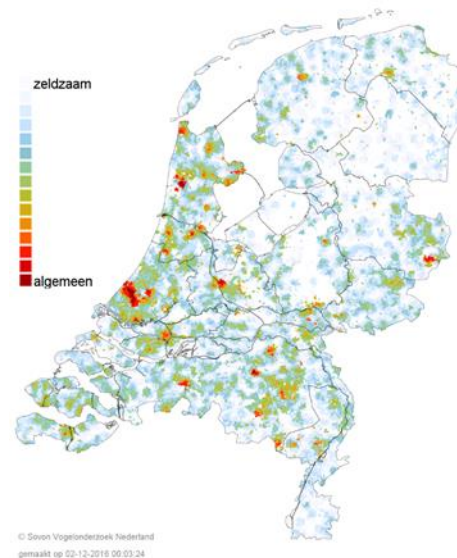 zeldzaam
algemeen
© Sovon Vogelonderzoek Nederland
gemaakt op 02-12-2016 00:03:24